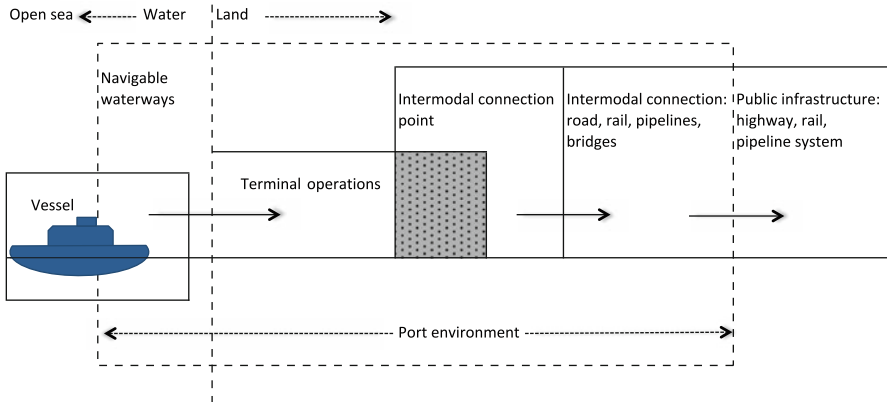 Open sea
Water
Land
Navigable
waterways
Intermodal connection
point
Intermodal connection:
road, rail, pipelines,
bridges
Public infrastructure:
highway, rail,
pipeline system
Terminal operations
Vessel
Port environment